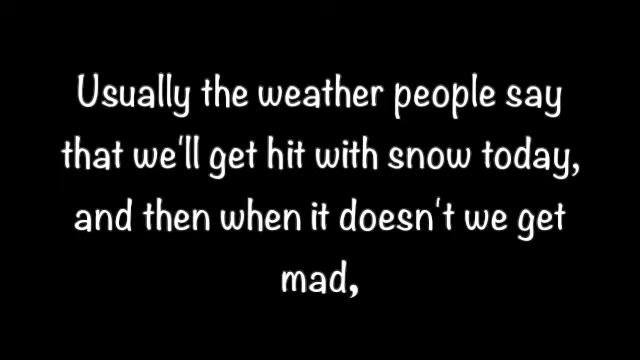 Usually the weather people say
that we'll get hit with snow today,
and then when it doesn't we get
mad,